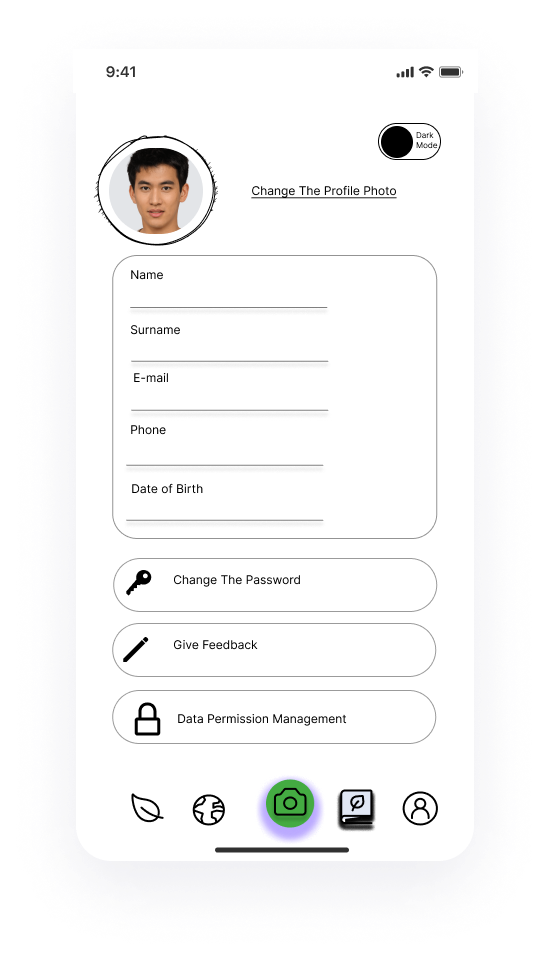 9:41
Dark
Mode
Change The Profile Photo
Name
Surname
E-mail
Phone
Date of Birth
Change The Password
Give Feedback
Data Permission Management